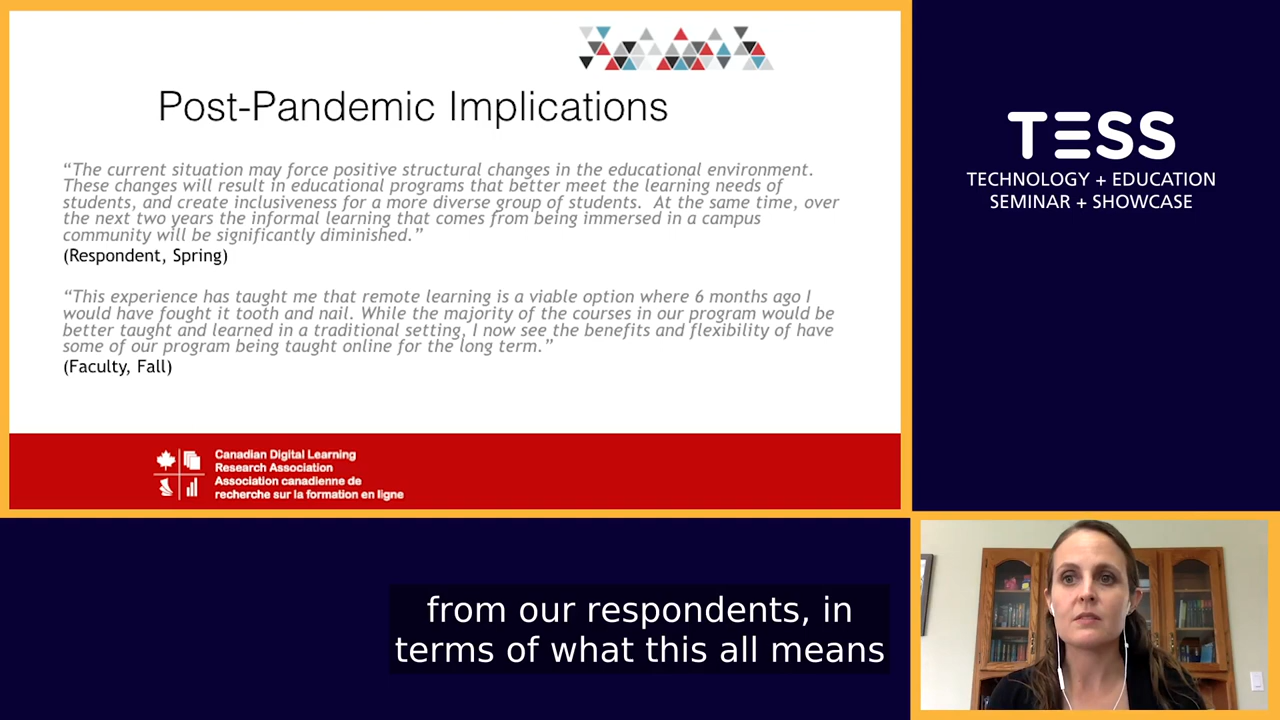 Post-Pandemic Implications
“The current situation may force positive structural changes in the educational environment.
These changes will result in educational programs that better meet the learning needs of
students, and create inclusiveness for a more diverse group of students. At the same time, over
the next two years the informal learning that comes from being immersed in a campus
community will be significantly diminished.”
(Respondent, Spring)
“This experience has taught me that remote learning is a viable option where 6 months ago I
would have fought it tooth and nail. While the majority of the courses in our program would be
better taught and learned in a traditional setting, I now see the benefits and flexibility of have
some of our program being taught online for the long term.”
(Faculty, Fall)
Canadian Digital Learning
Research Association
Association canadienne de
recherche sur la formation en ligne
TESS
TECHNOLOGY + EDUCATION
SEMINAR + SHOWCASE
from our respondents, in
terms of what this all means